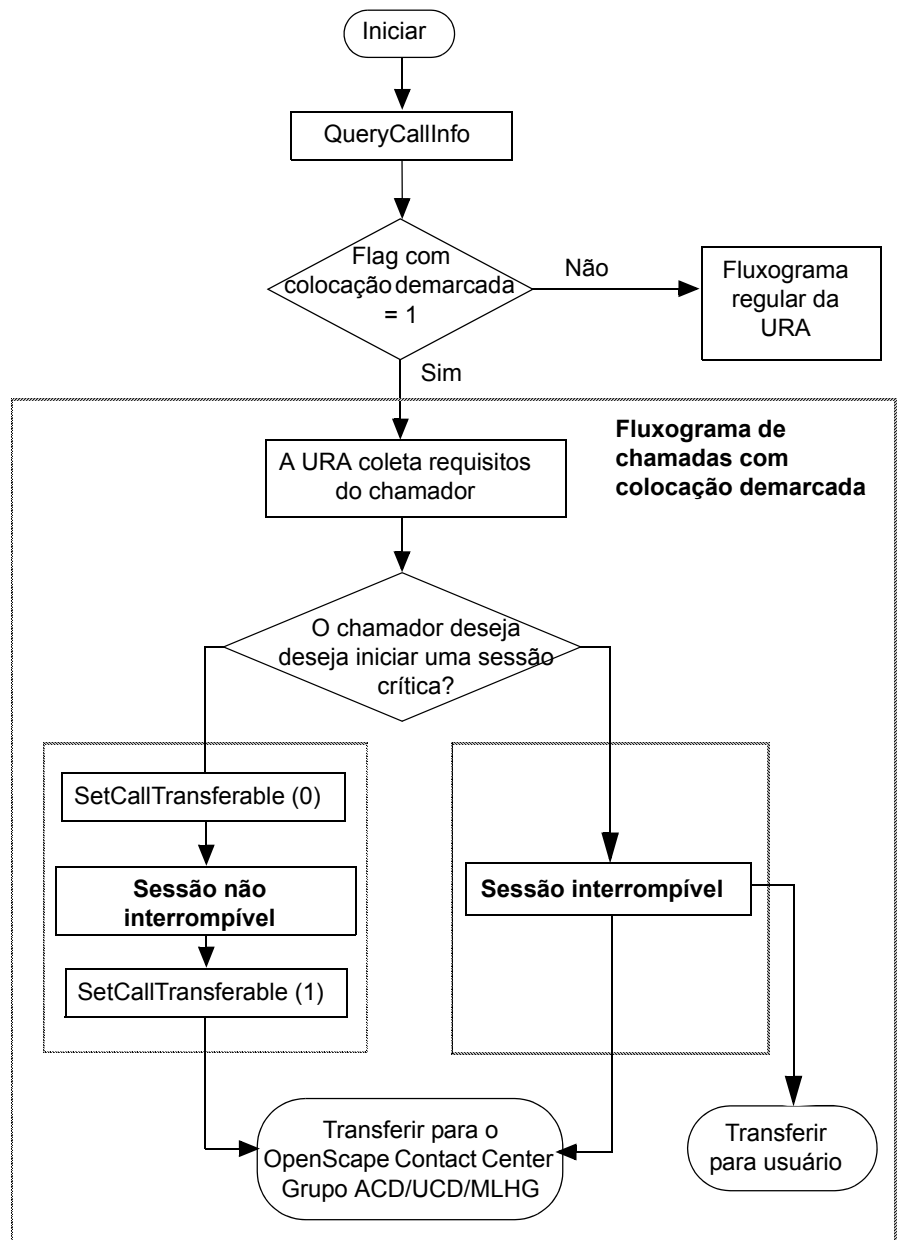 Iniciar
QueryCallInfo
Flag com
colocação demarcada
= 1
Não
Fluxograma
regular da
URA
Sim
Fluxograma de
chamadas com
colocação demarcada
A URA coleta requisitos
do chamador
O chamador deseja
deseja iniciar uma sessão
crítica?
SetCallTransferable (0)
Sessão não
interrompível
SetCallTransferable (1)
Sessão interrompível
Transferir para o
OpenScape Contact Center
Grupo ACD/UCD/MLHG
Transferir
para usuário